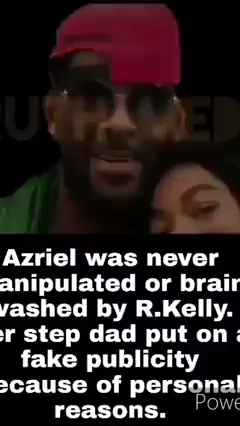 Azriel was never
anipulated or brain
washed by R.Kelly.
er step dad put on a
fake publicity
ecause of personal
reasons.
Powe